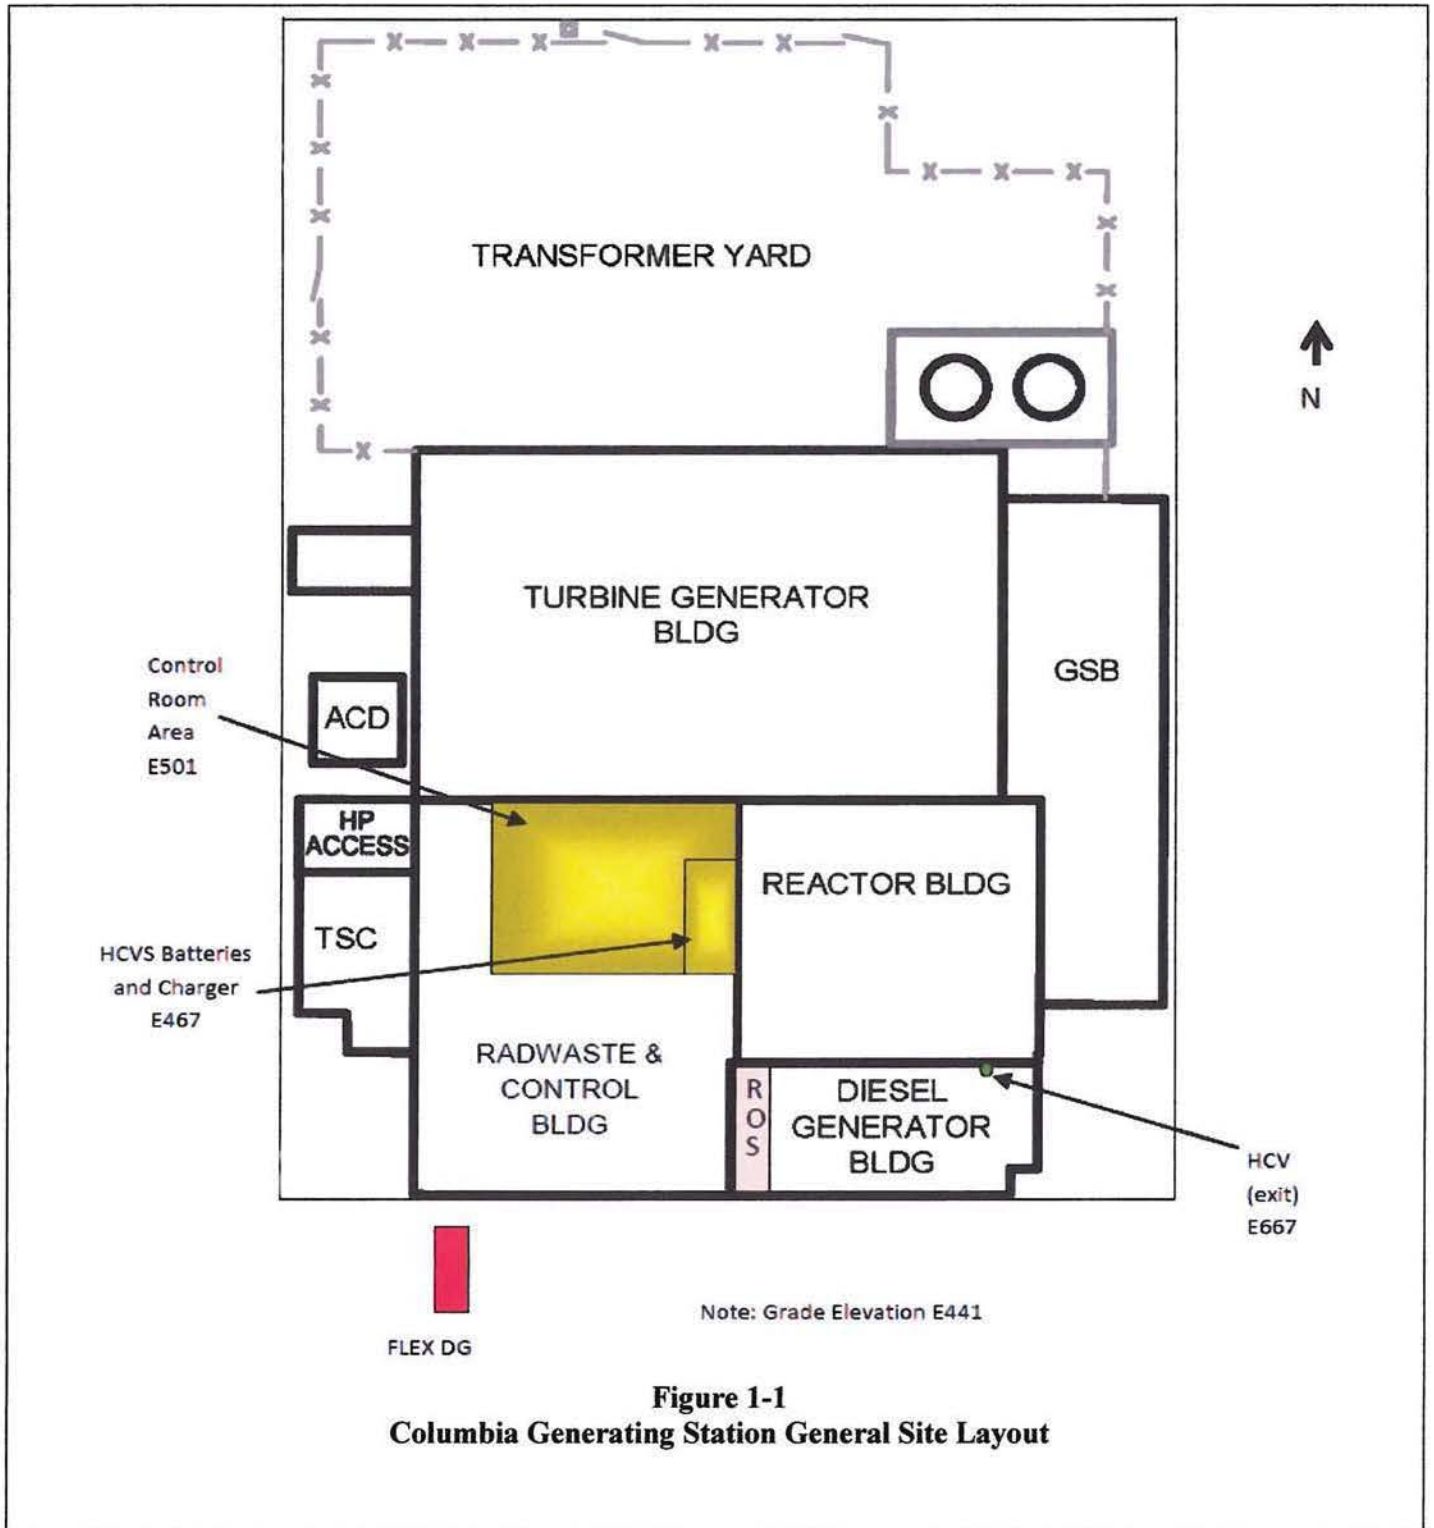 TRANSFORMER YARD
N
TURBINE GENERATOR
BLDG
GSB
Control
Room
Area
E501
ACD
HP
ACCESS
REACTOR BLDG
TSC
HCVS Batteries
and Charger
E467
RADWASTE &
CONTROL
BLDG
R
O
S
DIESEL
GENERATOR
BLDG
HCV
(exit)
E667
Note: Grade Elevation E441
FLEX DG
Figure 1-1
Columbia Generating Station General Site Layout